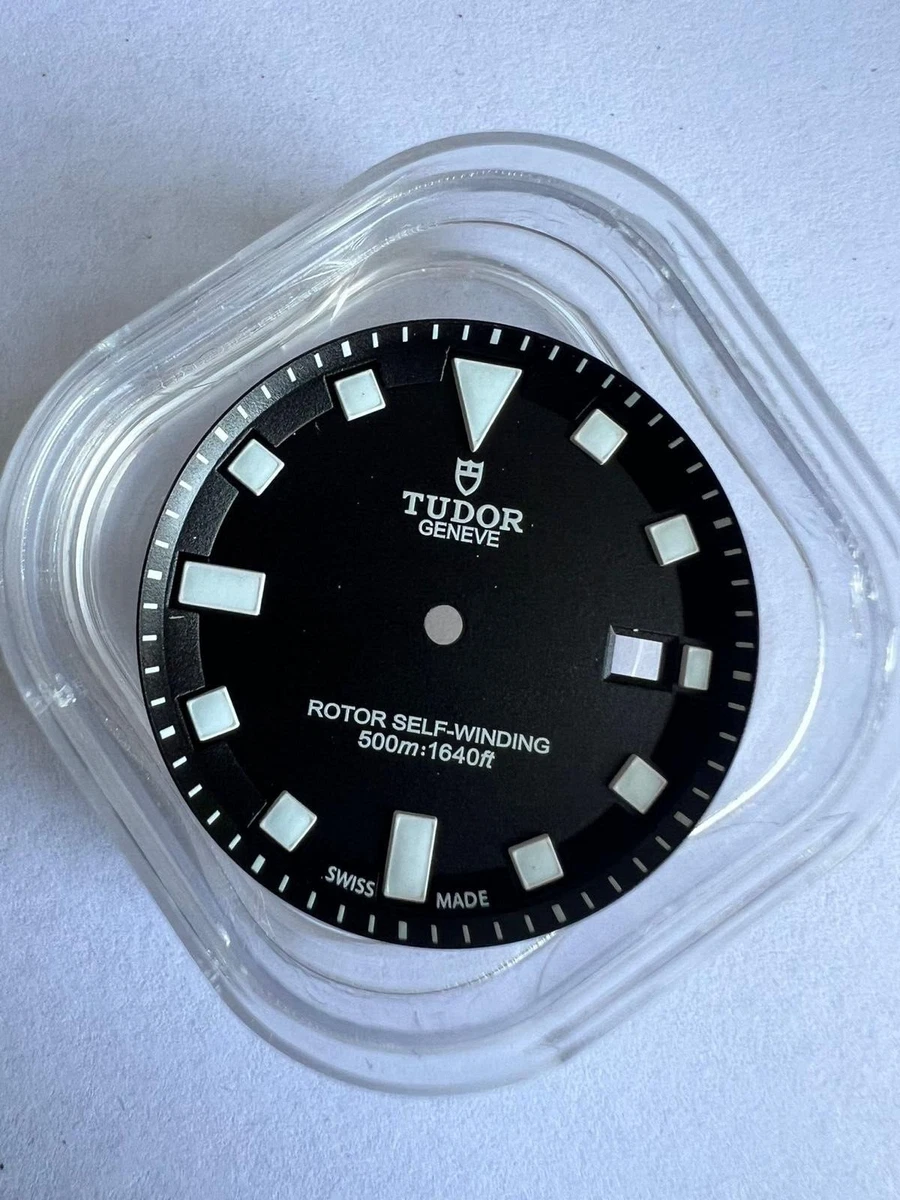 TUDOR
GENEVE
ROTOR SELF-WINDING
500m:1640ft
SWISS MADE